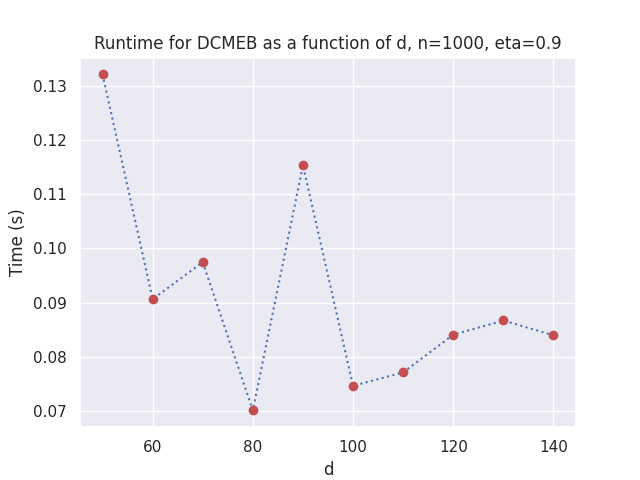 Runtime for DCMEB as a function of d, n=1000, eta=0.9
0.13
0.12
0.11
0.10
0.09
0.08
0.07
Time (s)
60 80 100 120 140
d